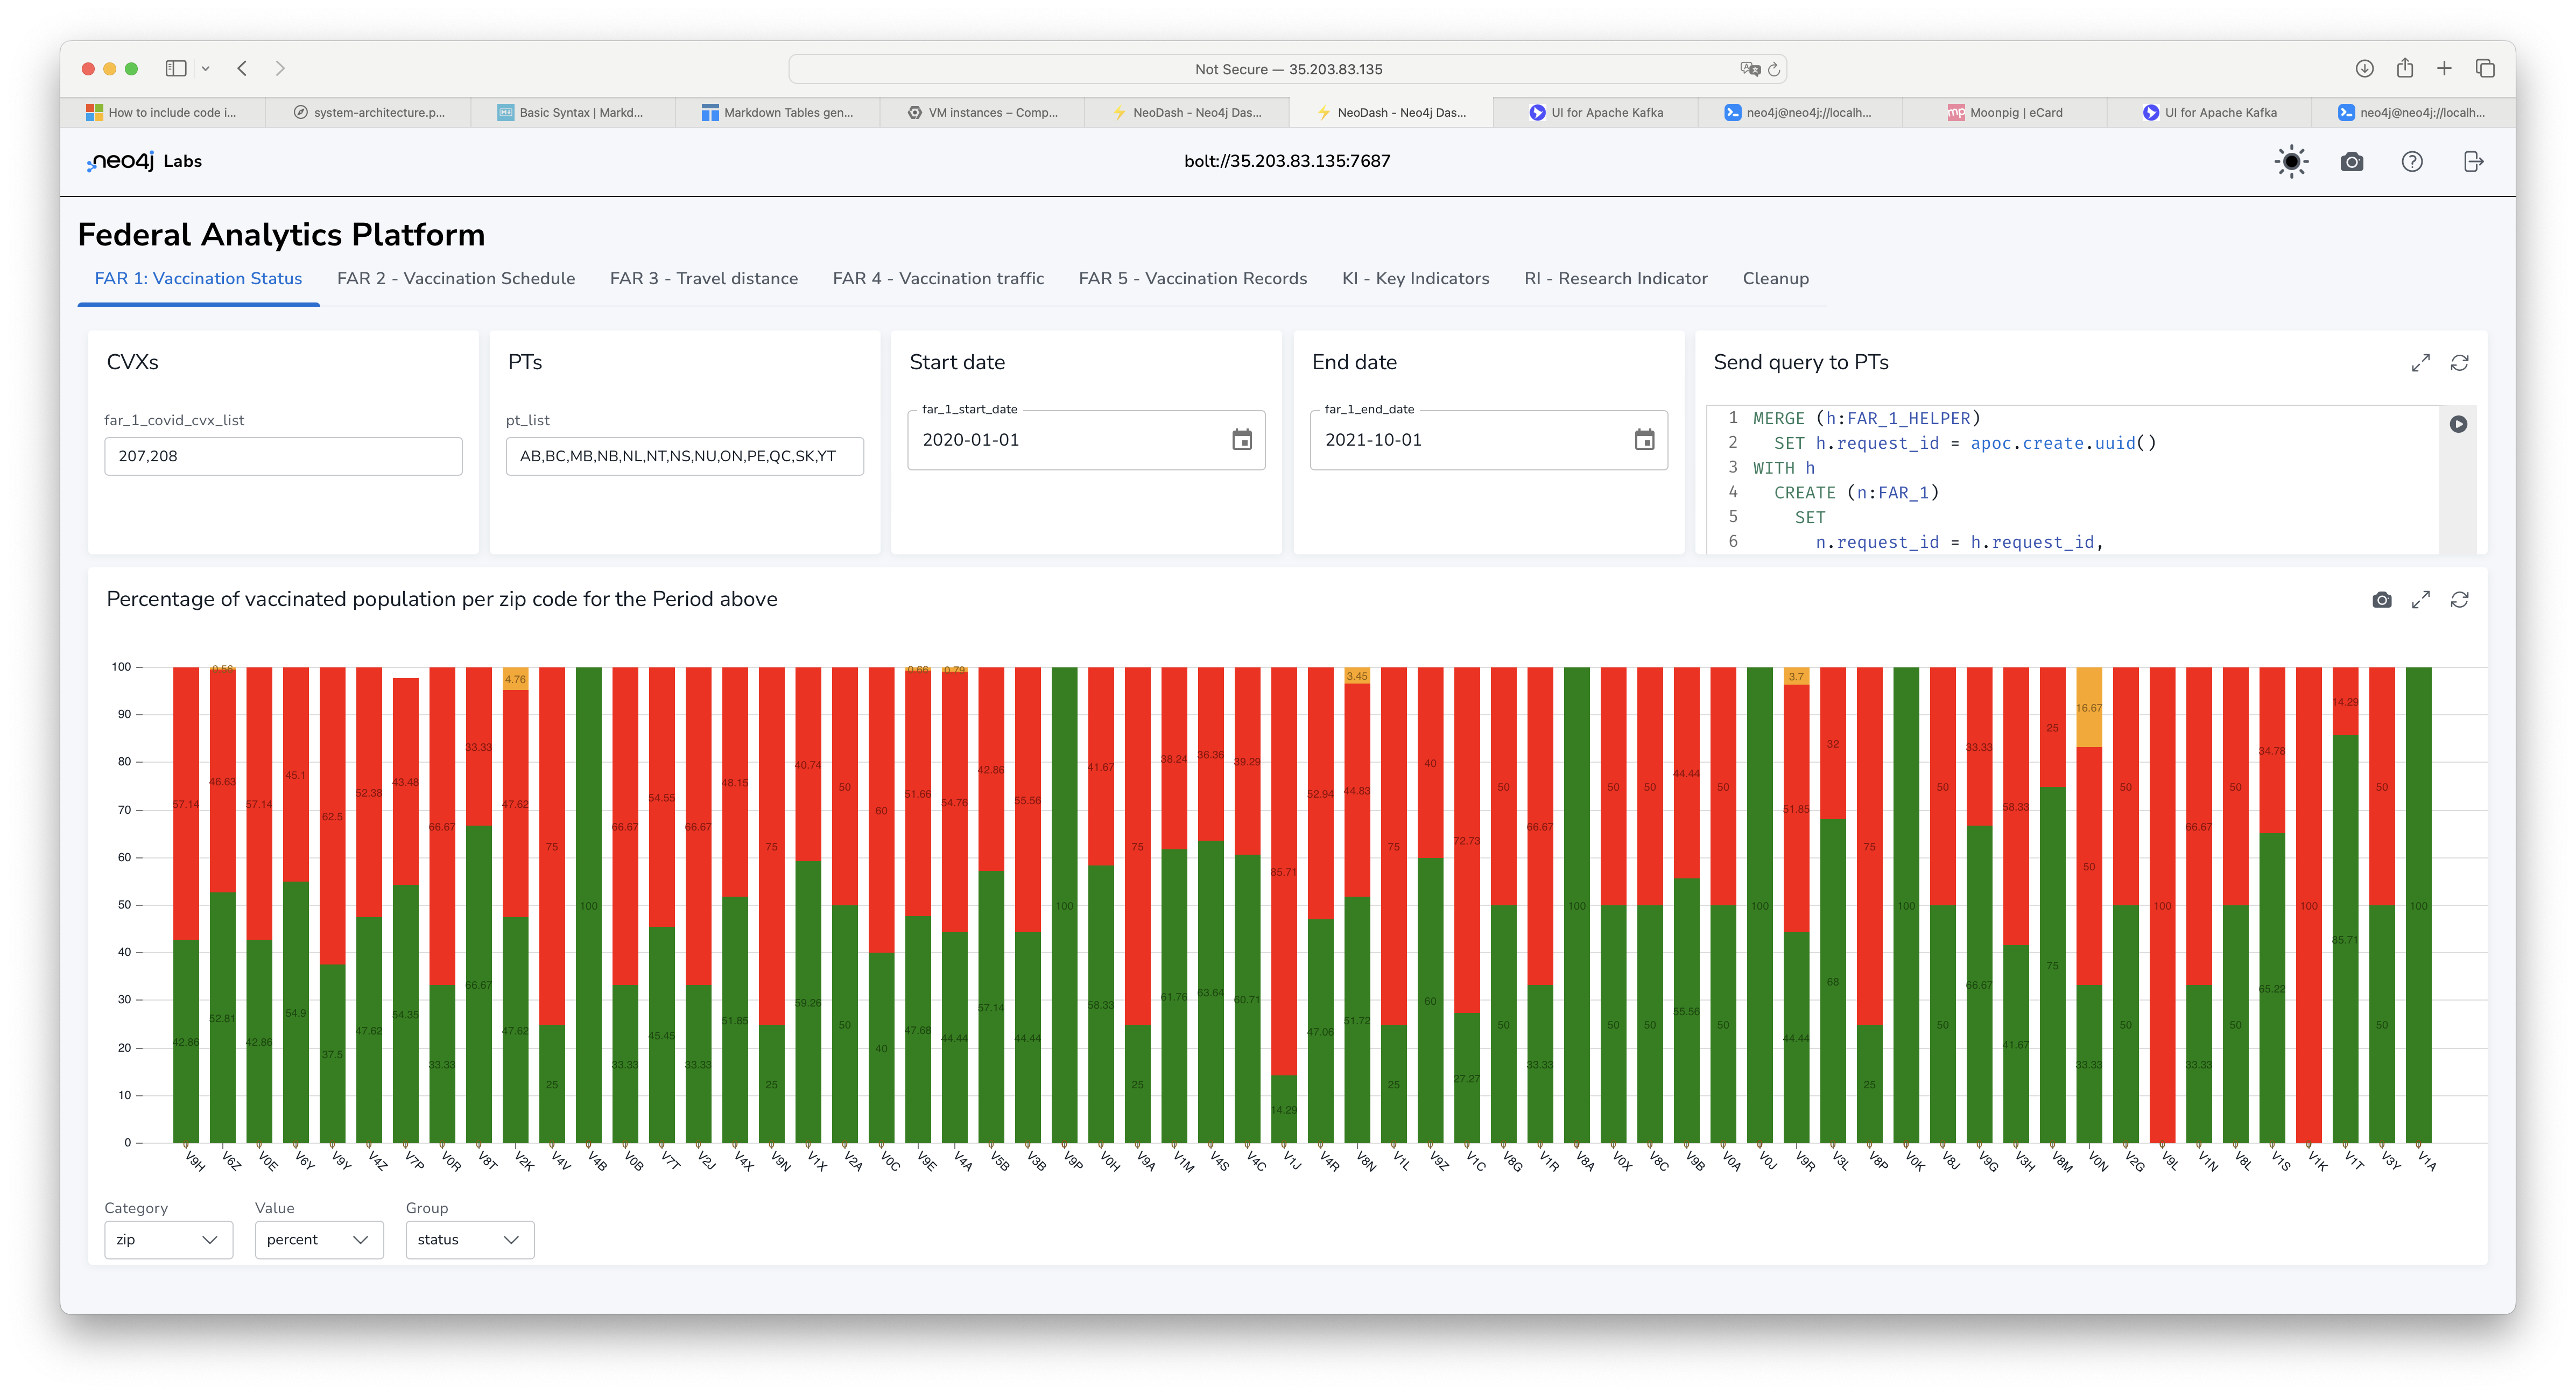 Not Secure — 35.203.83.135
How to include code i...
system-architecture.p...
Basic Syntax | Markd...
Markdown Tables gen...
VM instances – Comp...
NeoDash - Neo4j Das...
NeoDash - Neo4j Das...
UI for Apache Kafka
neo4j@neo4j://localh...
Moonpig | eCard
UI for Apache Kafka
neo4j@neo4j://localh...
neo4j Labs
bolt://35.203.83.135:7687
Federal Analytics Platform
FAR 1: Vaccination Status
FAR 2 - Vaccination Schedule
FAR 3 - Travel distance
FAR 4 - Vaccination traffic
FAR 5 - Vaccination Records
KI - Key Indicators
RI - Research Indicator
Cleanup
CVXs
far_1_covid_cvx_list
207,208
PTs
pt_list
AB,BC,MB,NB,NL,NT,NS,NU,ON,PE,QC,SK,YT
Start date
far_1_start_date
2020-01-01
End date
far_1_end_date
2021-10-01
Send query to PTs
1 MERGE (h:FAR_1_HELPER)
2 SET h.request_id = apoc.create.uuid()
3 WITH h
4 CREATE (n:FAR_1)
5 SET
6 n.request_id = h.request_id,
Percentage of vaccinated population per zip code for the Period above
100
90
80
70
60
50
40
30
20
10
0
57.14 42.86
0.56 46.63 52.81
57.14 42.86
45.1 54.9
62.5 37.5
52.38 47.62
43.48 54.35
66.67 33.33
33.33 66.67
4.76 47.62 47.62
75 25
100
66.67 33.33
54.55 45.45
66.67 33.33
48.15 51.85
75 25
40.74 59.26
50 50
60 40
0.66 51.66 47.68
0.79 54.76 44.44
42.86 57.14
55.56 44.44
100
41.67 58.33
75 25
38.24 61.76
36.36 63.64
39.29 60.71
85.71 14.29
52.94 47.06
3.45 44.83 51.72
75 25
40 60
72.73 27.27
50 50
66.67 33.33
100
50 50
50 50
44.44 55.56
50 50
100
3.7 51.85 44.44
32 68
75 25
100
50 50
33.33 66.67
58.33 41.67
25 75
16.67 50 33.33
50 50
100
66.67 33.33
50 50
34.78 65.22
100
14.29 85.71
50 50
100
V9H V6Z V0E V6Y V9Y V4Z V7P V0R V8T V2K V4V V4B V0B V7T V2J V4X V9N V1X V2A V0C V9E V4A V5B V3B V9P V0H V9A V1M V4S V4C V1J V4R V8N V1L V9Z V1C V8G V1R V8A V0X V8C V9B V0A V0J V9R V3L V8P V0K V8J V9G V3H V8M V0N V2G V9L V1N V8L V1S V1K V1T V3Y V1A
Category
zip
Value
percent
Group
status